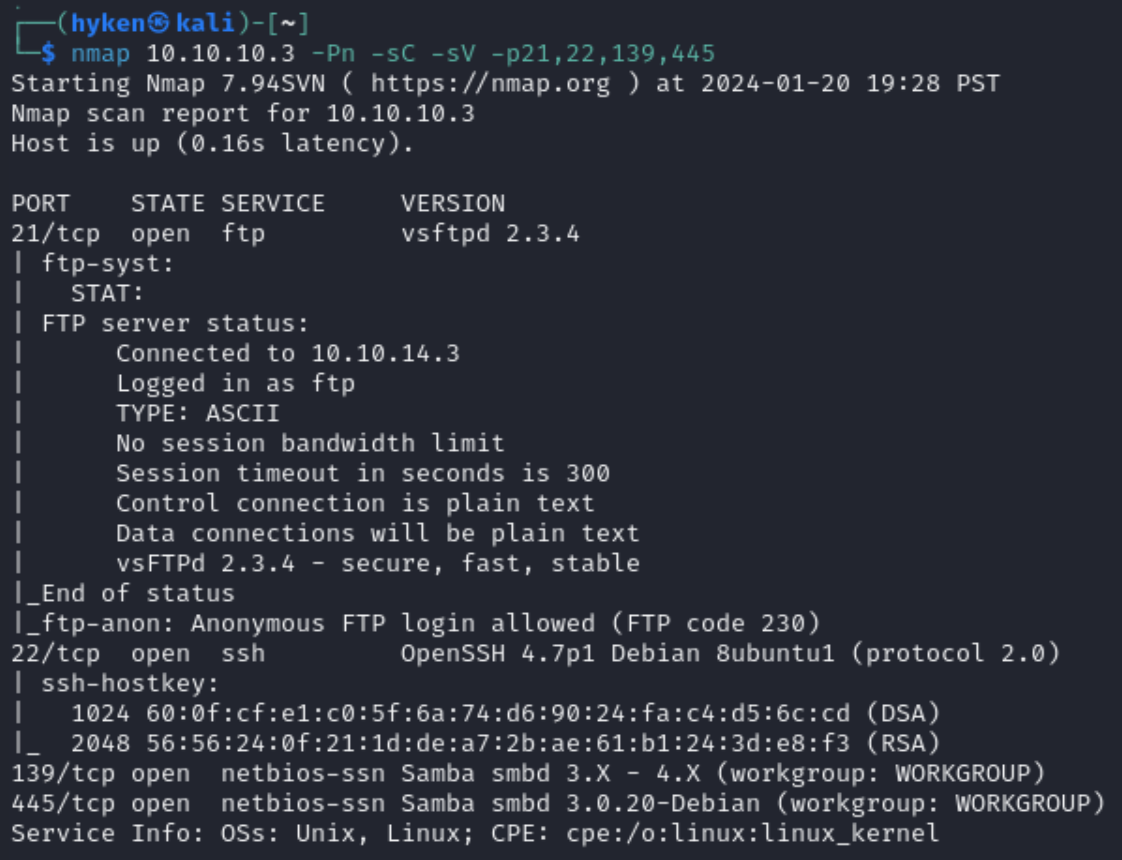 ┌──(hyken㉿kali)-[~]
└─$ nmap 10.10.10.3 -Pn -sC -sV -p21,22,139,445
Starting Nmap 7.94SVN ( https://nmap.org ) at 2024-01-20 19:28 PST
Nmap scan report for 10.10.10.3
Host is up (0.16s latency).

PORT    STATE SERVICE     VERSION
21/tcp  open  ftp         vsftpd 2.3.4
| ftp-syst:
|   STAT:
| FTP server status:
|      Connected to 10.10.14.3
|      Logged in as ftp
|      TYPE: ASCII
|      No session bandwidth limit
|      Session timeout in seconds is 300
|      Control connection is plain text
|      Data connections will be plain text
|      vsFTPd 2.3.4 - secure, fast, stable
|_End of status
|_ftp-anon: Anonymous FTP login allowed (FTP code 230)
22/tcp  open  ssh         OpenSSH 4.7p1 Debian 8ubuntu1 (protocol 2.0)
| ssh-hostkey:
|   1024 60:0f:cf:e1:c0:5f:6a:74:d6:90:24:fa:c4:d5:6c:cd (DSA)
|_  2048 56:56:24:0f:21:1d:de:a7:2b:ae:61:b1:24:3d:e8:f3 (RSA)
139/tcp open  netbios-ssn Samba smbd 3.X - 4.X (workgroup: WORKGROUP)
445/tcp open  netbios-ssn Samba smbd 3.0.20-Debian (workgroup: WORKGROUP)
Service Info: OSs: Unix, Linux; CPE: cpe:/o:linux:linux_kernel